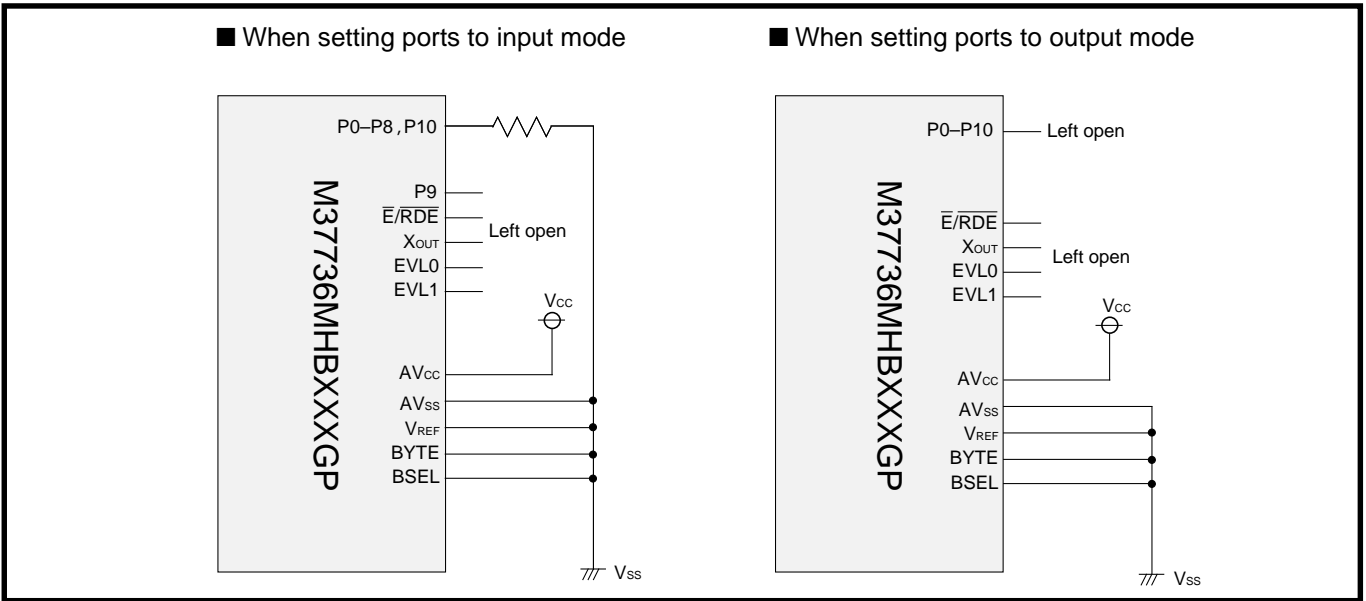 ■ When setting ports to input mode
P0–P8 , P10
P9
E̅/R̅D̅E̅
XOUT
EVL0
EVL1
Left open
VCC
AVCC
AVSS
VREF
BYTE
BSEL
M37736MHBXXXGP
VSS
■ When setting ports to output mode
P0–P10
Left open
E̅/R̅D̅E̅
XOUT
EVL0
EVL1
Left open
VCC
AVCC
AVSS
VREF
BYTE
BSEL
M37736MHBXXXGP
VSS